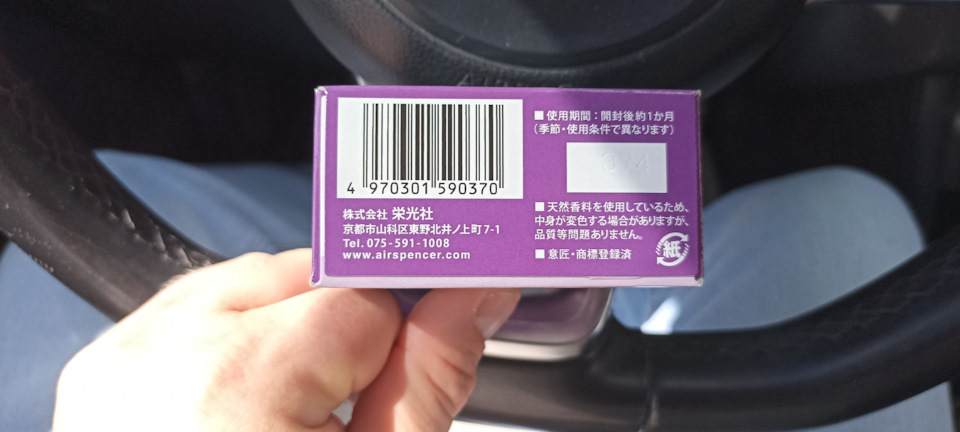 4 970301 590370
株式会社 栄光社
京都市山科区東野北井ノ上町7-1
Tel. 075-591-1008
www.airspencer.com
■ 使用期間:開封後約1か月
(季節・使用条件で異なります)
374
■ 天然香料を使用しているため、
中身が変色する場合がありますが、
品質等問題ありません。
■ 意匠・商標登録済
紙